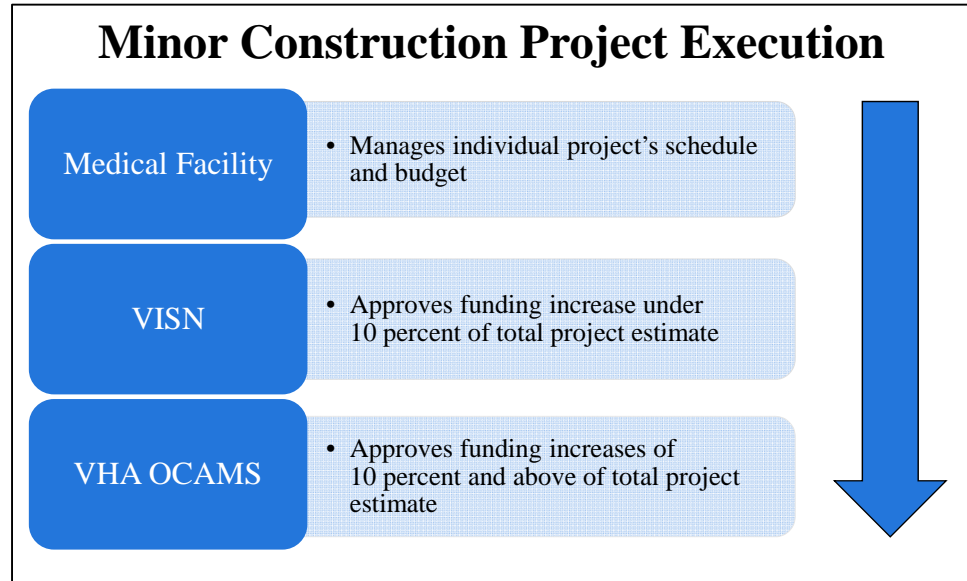 Minor Construction Project Execution
Medical Facility
• Manages individual project’s schedule
and budget
VISN
• Approves funding increase under
10 percent of total project estimate
VHA OCAMS
• Approves funding increases of
10 percent and above of total project
estimate